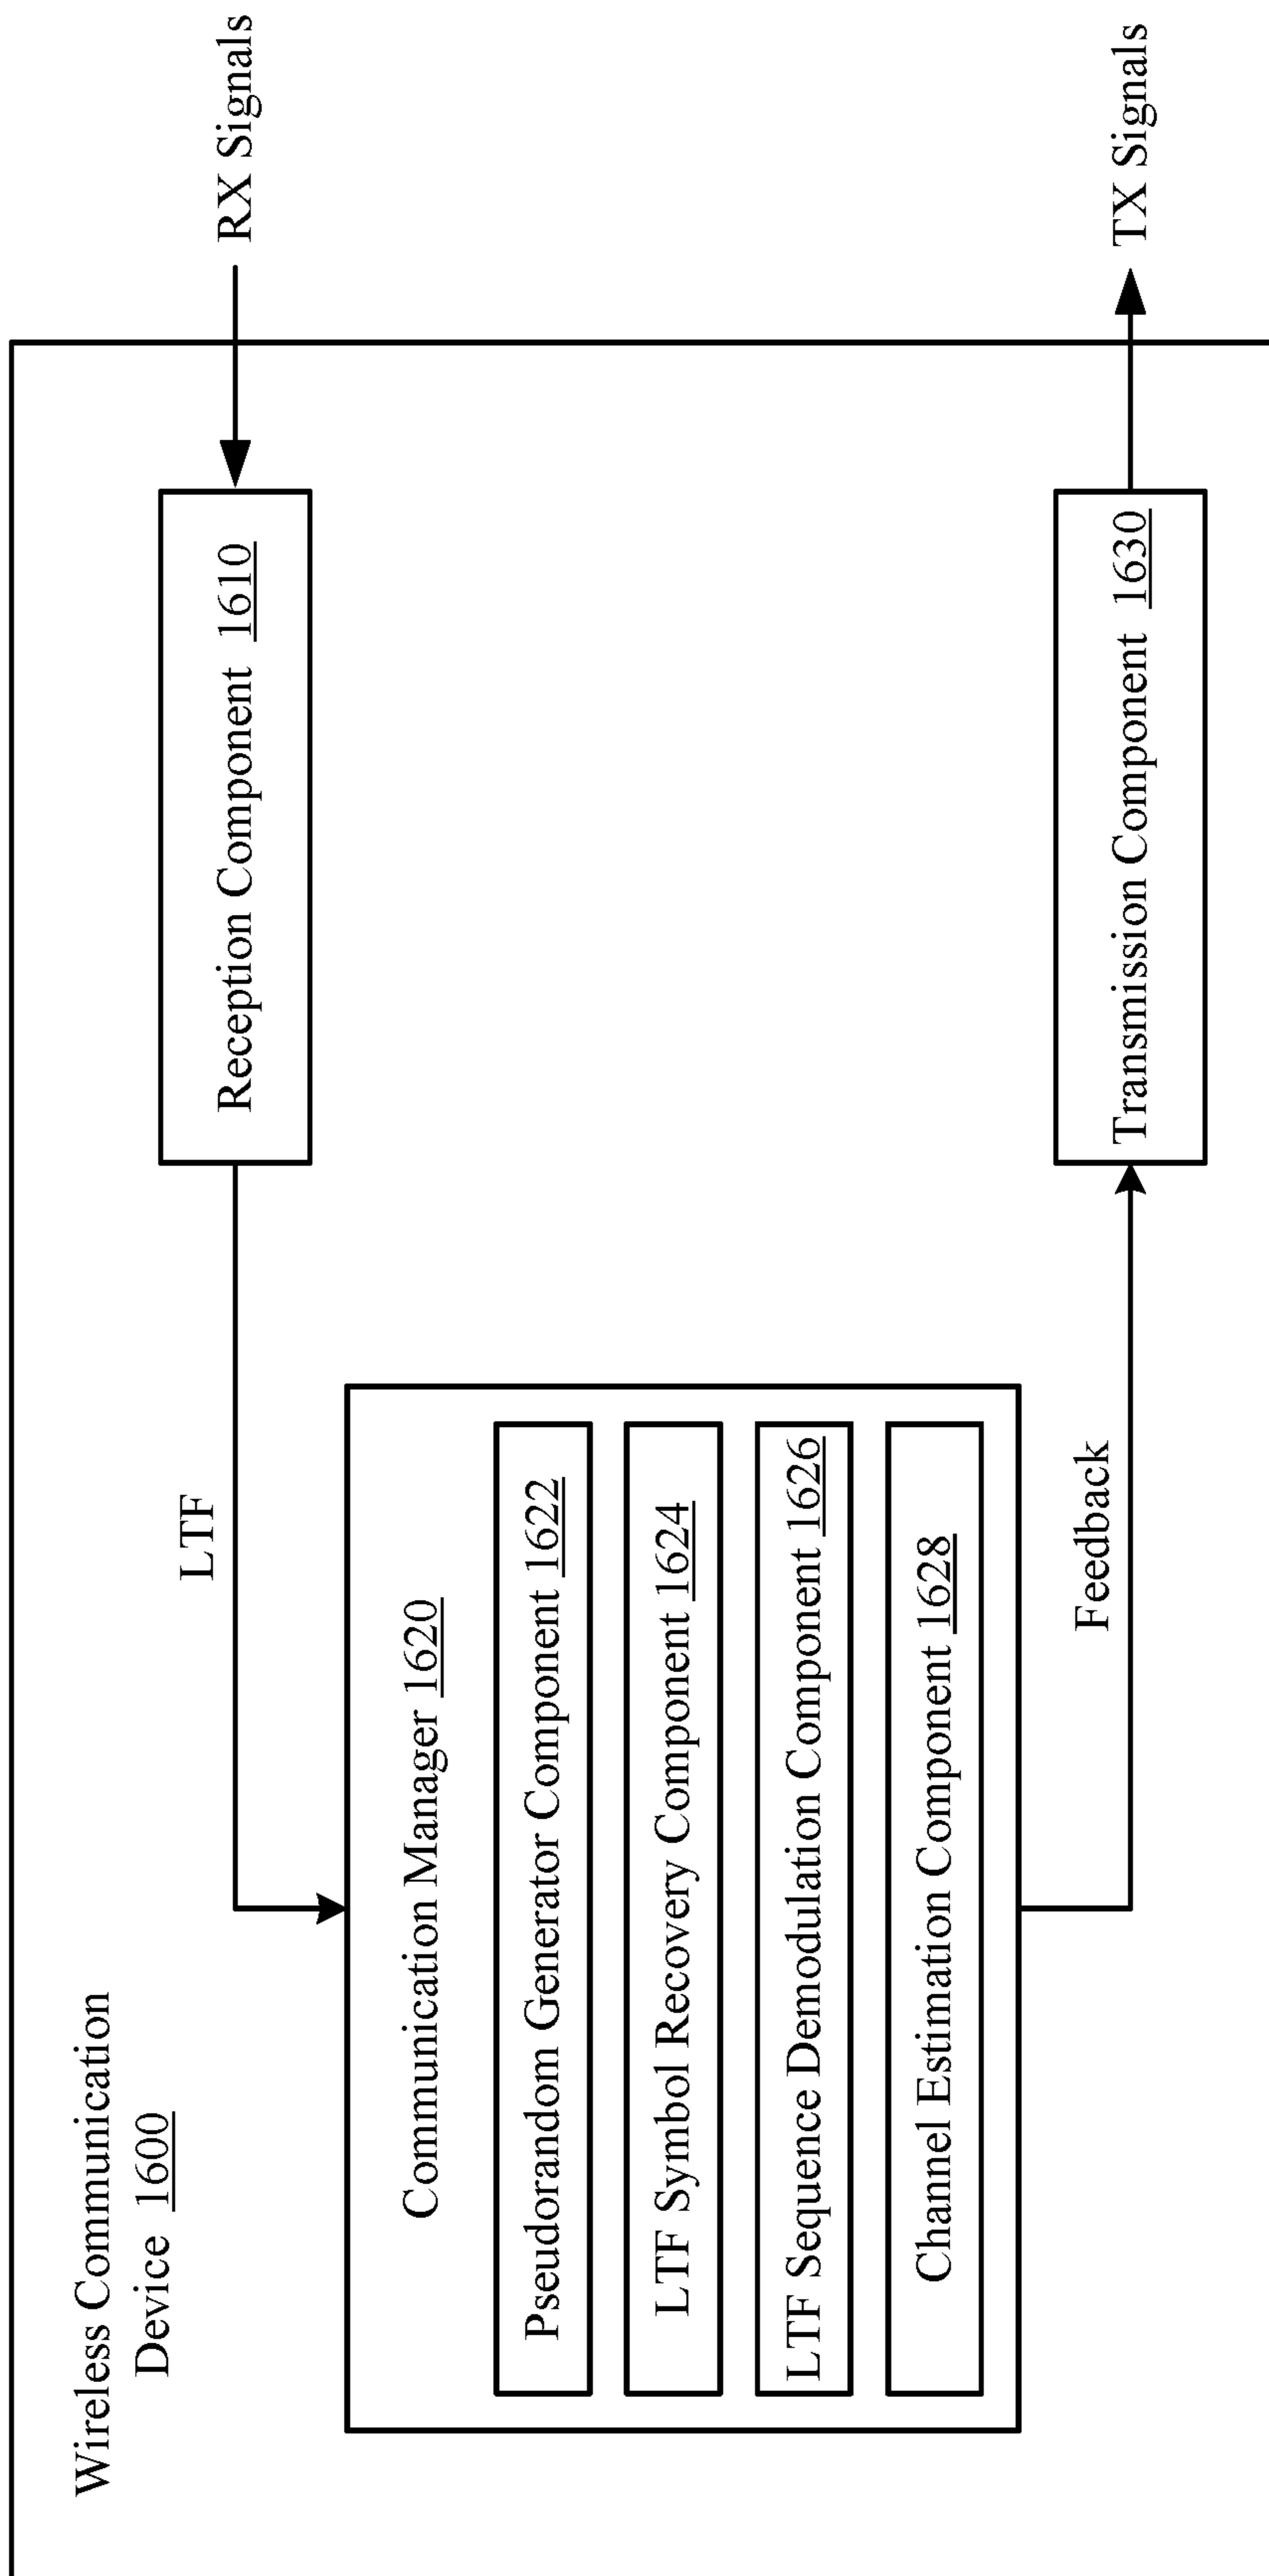 Wireless Communication
Device 1600
RX Signals
Reception Component 1610
LTF
Communication Manager 1620
Pseudorandom Generator Component 1622
LTF Symbol Recovery Component 1624
LTF Sequence Demodulation Component 1626
Channel Estimation Component 1628
Feedback
Transmission Component 1630
TX Signals